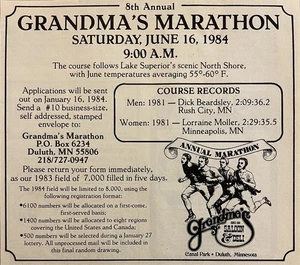 8th Annual
GRANDMA'S MARATHON
SATURDAY, JUNE 16, 1984
9:00 A.M.
The course follows Lake Superior's scenic North Shore,
with June temperatures averaging 55°-60° F.
Applications will be sent
out on January 16, 1984.
Send a #10 business-size,
self addressed, stamped
envelope to:
Grandma's Marathon
P.O. Box 6234
Duluth, MN 55806
218/727-0947
Please return your form immediately,
as our 1983 field of 7,000 filled in five days.
The 1984 field will be limited to 8,000, using the
following registration format:
*6100 numbers will be allocated on a first-come,
first-served basis:
*1400 numbers will be allocated to eight regions
covering the United States and Canada;
*500 numbers will be selected during a January 27
lottery. All unprocessed mail will be included in
this final random drawing.
COURSE RECORDS
Men: 1981 — Dick Beardsley, 2:09:36.2
Rush City, MN
Women: 1981 — Lorraine Moller, 2:29:35.5
Minneapolis, MN
ANNUAL MARATHON
Grandma's
SALOON
& DELI
Canal Park • Duluth, Minnesota